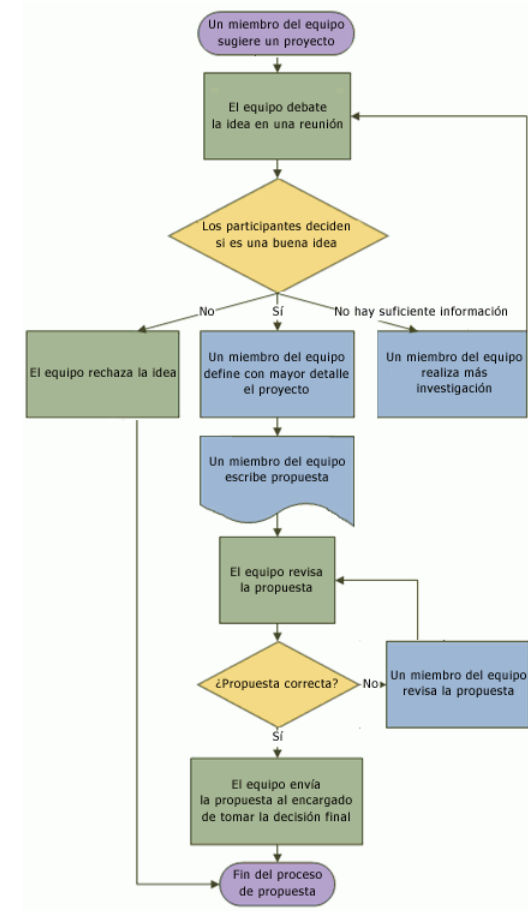 Un miembro del equipo
sugiere un proyecto
El equipo debate
la idea en una reunión
Los participantes deciden
si es una buena idea
No
Sí
No hay suficiente información
El equipo rechaza la idea
Un miembro del equipo
define con mayor detalle
el proyecto
Un miembro del equipo
realiza más
investigación
Un miembro del equipo
escribe propuesta
El equipo revisa
la propuesta
¿Propuesta correcta?
No
Un miembro del equipo
revisa la propuesta
Sí
El equipo envía
la propuesta al encargado
de tomar la decisión final
Fin del proceso
de propuesta